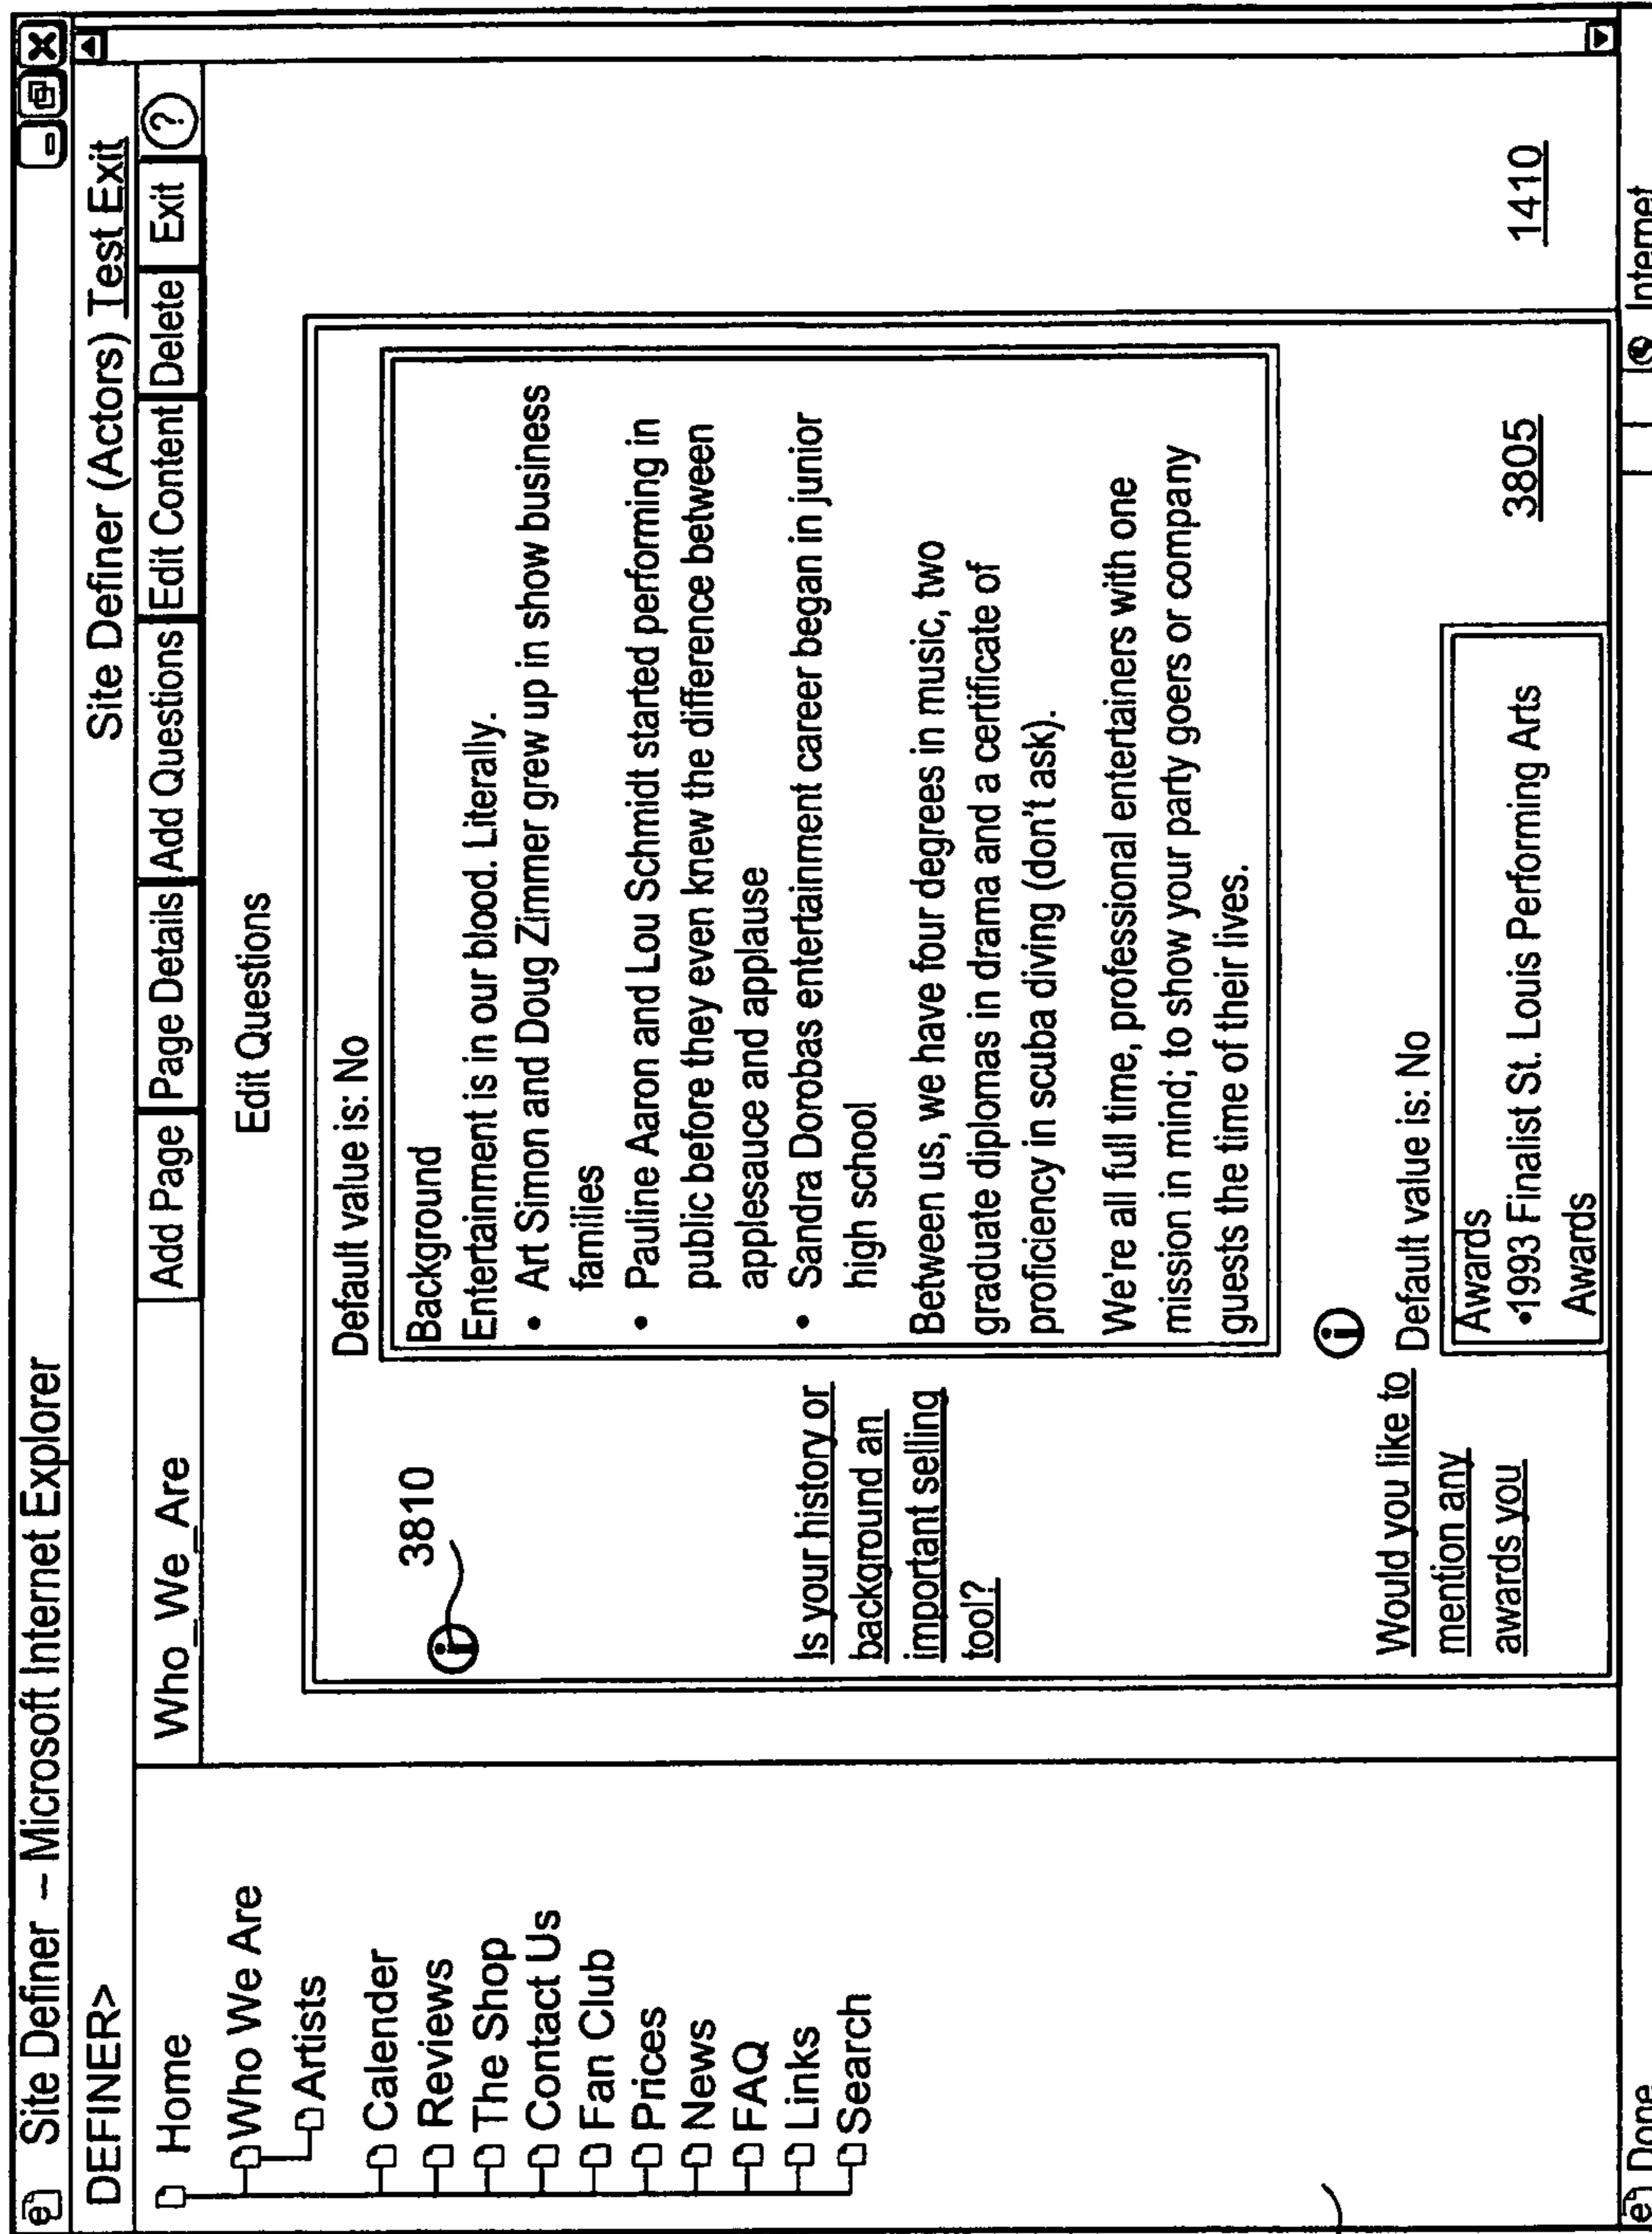 Site Definer – Microsoft Internet Explorer
DEFINER>
Site Definer (Actors) Test Exit
Who_We_Are
Add Page
Page Details
Add Questions
Edit Content
Delete
Exit
?
Home
Who We Are
Artists
Calender
Reviews
The Shop
Contact Us
Fan Club
Prices
News
FAQ
Links
Search
Edit Questions
Default value is: No
3810
Is your history or
background an
important selling
tool?
Background
Entertainment is in our blood. Literally.
• Art Simon and Doug Zimmer grew up in show business
families
• Pauline Aaron and Lou Schmidt started performing in
public before they even knew the difference between
applesauce and applause
• Sandra Dorobas entertainment career began in junior
high school
Between us, we have four degrees in music, two
graduate diplomas in drama and a certificate of
proficiency in scuba diving (don't ask).
We're all full time, professional entertainers with one
mission in mind; to show your party goers or company
guests the time of their lives.
Would you like to
mention any
awards you
Default value is: No
Awards
•1993 Finalist St. Louis Performing Arts
Awards
3805
1410
Done
Internet